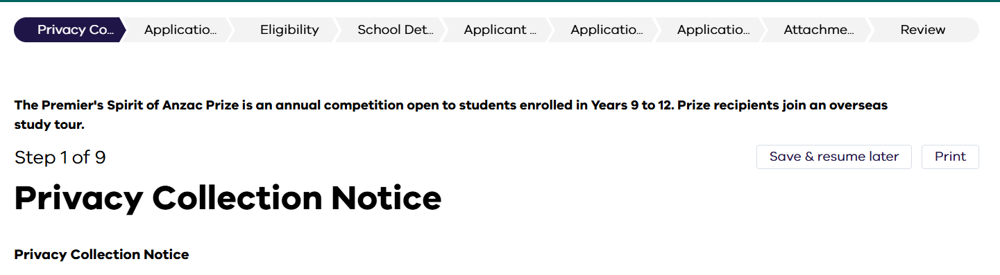 Privacy Co...
Applicatio...
Eligibility
School Det...
Applicant ...
Applicatio...
Applicatio...
Attachme...
Review
The Premier's Spirit of Anzac Prize is an annual competition open to students enrolled in Years 9 to 12. Prize recipients join an overseas
study tour.
Step 1 of 9
Save & resume later
Print
Privacy Collection Notice
Privacy Collection Notice